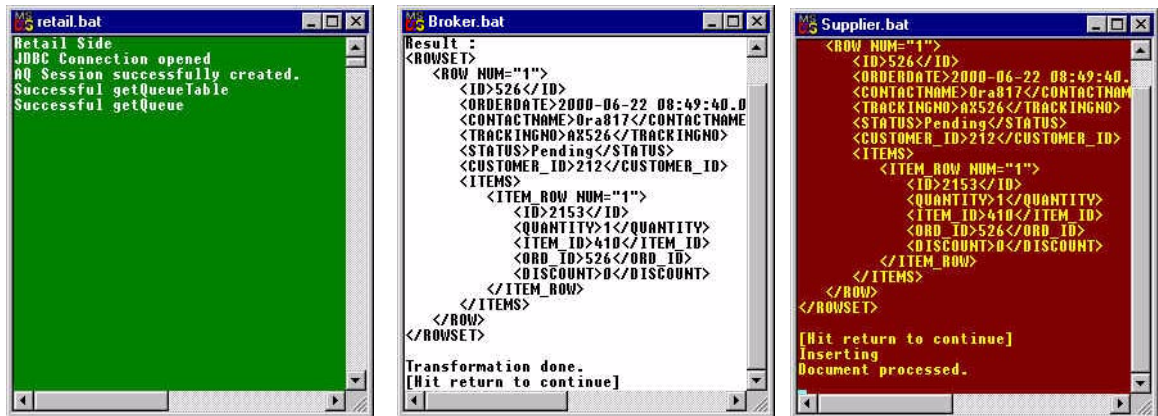 retail.bat
Retail Side
JDBC Connection opened
AQ Session successfully created.
Successful getQueueTable
Successful getQueue
Broker.bat
Result :
<ROWSET>
<ROW NUM="1">
<ID>526</ID>
<ORDERDATE>2000-06-22 08:49:40.0
<CONTACTNAME>Ora817</CONTACTNAME
<TRACKINGNO>AX526</TRACKINGNO>
<STATUS>Pending</STATUS>
<CUSTOMER_ID>212</CUSTOMER_ID>
<ITEMS>
<ITEM_ROW NUM="1">
<ID>2153</ID>
<QUANTITY>1</QUANTITY>
<ITEM_ID>410</ITEM_ID>
<ORD_ID>526</ORD_ID>
<DISCOUNT>0</DISCOUNT>
</ITEM_ROW>
</ITEMS>
</ROW>
</ROWSET>
Transformation done.
[Hit return to continue]
Supplier.bat
<ROW NUM="1">
<ID>526</ID>
<ORDERDATE>2000-06-22 08:49:40.
<CONTACTNAME>Ora817</CONTACTNAM
<TRACKINGNO>AX526</TRACKINGNO>
<STATUS>Pending</STATUS>
<CUSTOMER_ID>212</CUSTOMER_ID>
<ITEMS>
<ITEM_ROW NUM="1">
<ID>2153</ID>
<QUANTITY>1</QUANTITY>
<ITEM_ID>410</ITEM_ID>
<ORD_ID>526</ORD_ID>
<DISCOUNT>0</DISCOUNT>
</ITEM_ROW>
</ITEMS>
</ROW>
</ROWSET>
[Hit return to continue]
Inserting
Document processed.